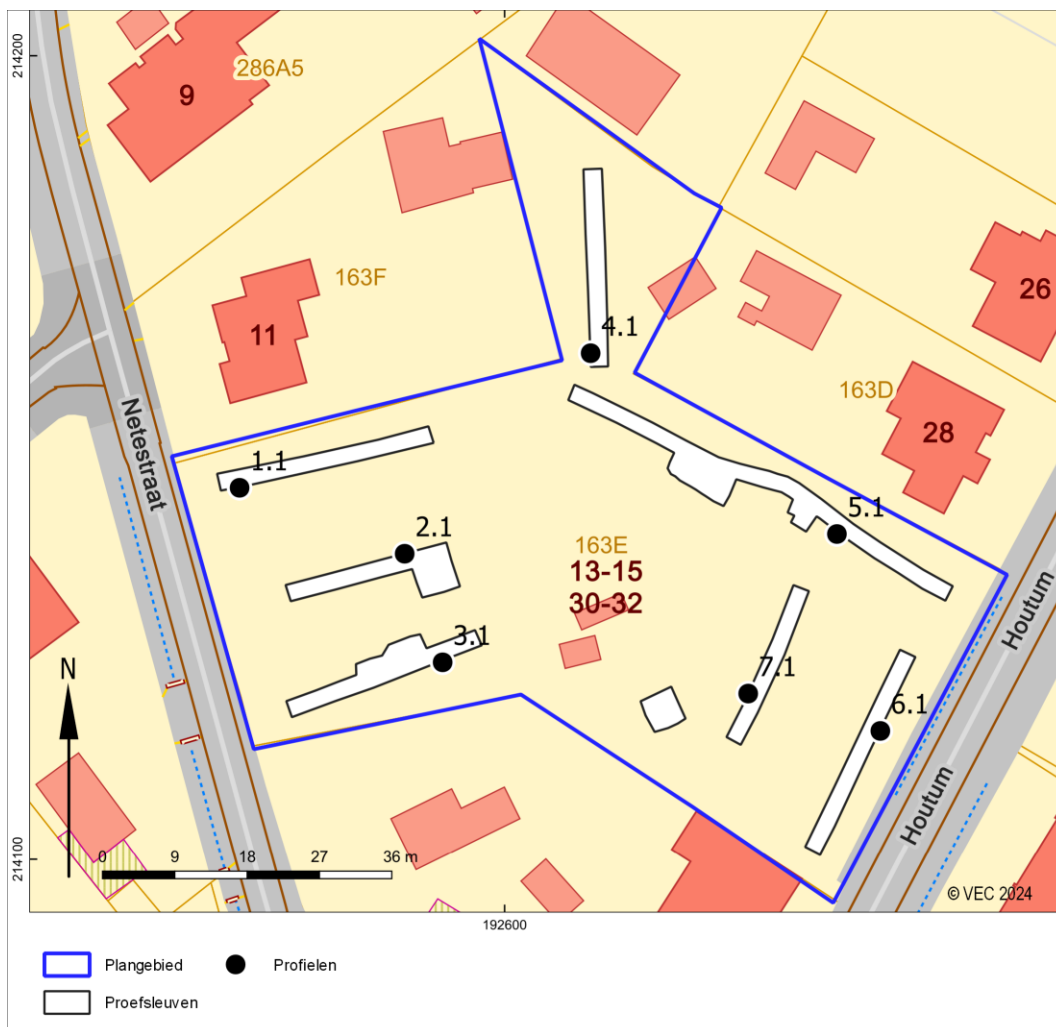 214200
286A5
9
163F
11
26
4.1
163D
28
Netestraat
1.1
5.1
2.1
163E
13-15
30-32
Houtum
3.1
N
7.1
6.1
Houtum
0 9 18 27 36 m
214100
© VEC 2024
192600
Plangebied
Profielen
Proefsleuven